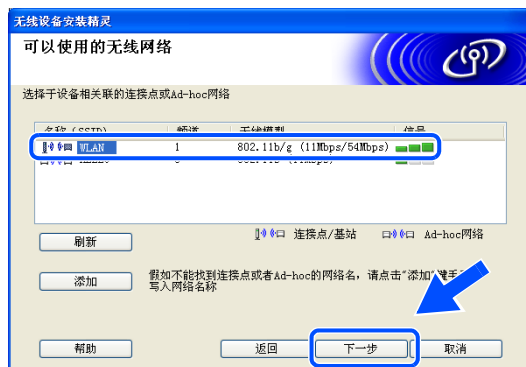 无线设备安装精灵
可以使用的无线网络
选择于设备相关联的连接点或Ad-hoc网络
名称 (SSID) 频道 无线模型 信号
WLAN 1 802.11b/g (11Mbps/54Mbps)
刷新 连接点/基站 Ad-hoc网络
添加 假如不能找到连接点或者Ad-hoc的网络名，请点击"添加"键手
写入网络名称
帮助 返回 下一步 取消